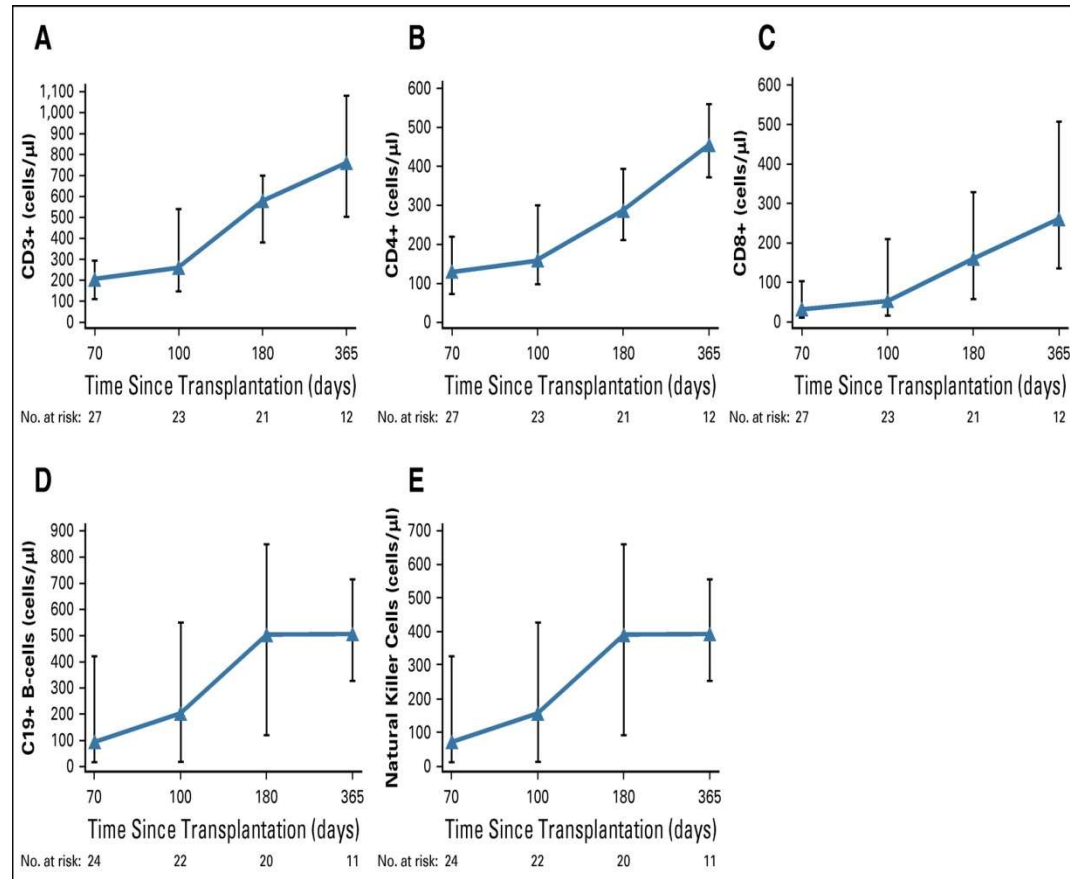 A
CD3+ (cells/µl)
1,100
1,000
900
800
700
600
500
400
300
200
100
0
70 100 180 365
Time Since Transplantation (days)
No. at risk: 27 23 21 12
B
CD4+ (cells/µl)
600
500
400
300
200
100
0
70 100 180 365
Time Since Transplantation (days)
27 23 21 12
C
CD8+ (cells/µl)
600
500
400
300
200
100
0
70 100 180 365
Time Since Transplantation (days)
No. at risk: 27 23 21 12
D
C19+ B-cells (cells/µl)
900
800
700
600
500
400
300
200
100
0
70 100 180 365
Time Since Transplantation (days)
No. at risk: 24 22 20 11
E
Natural Killer Cells (cells/µl)
700
600
500
400
300
200
100
0
70 100 180 365
Time Since Transplantation (days)
No. at risk: 24 22 20 11